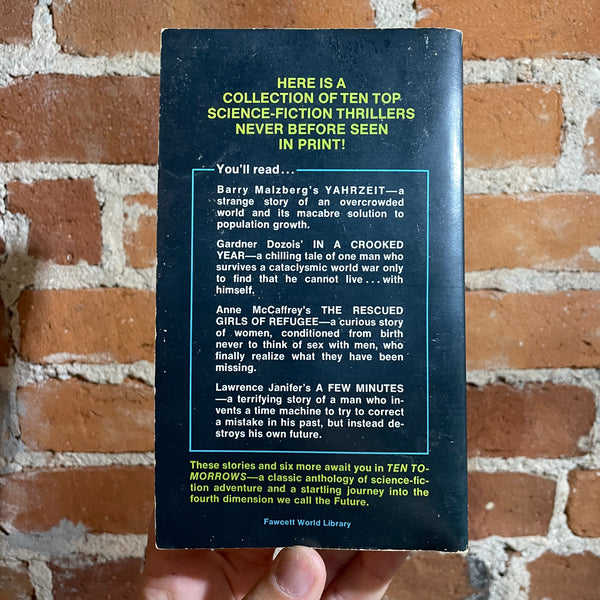 HERE IS A
COLLECTION OF TEN TOP
SCIENCE-FICTION THRILLERS
NEVER BEFORE SEEN
IN PRINT!
You'll read...
Barry Malzberg's YAHRZEIT—a
strange story of an overcrowded
world and its macabre solution to
population growth.
Gardner Dozois' IN A CROOKED
YEAR—a chilling tale of one man who
survives a cataclysmic world war only
to find that he cannot live...with
himself.
Anne McCaffrey's THE RESCUED
GIRLS OF REFUGEE—a curious story
of women, conditioned from birth
never to think of sex with men, who
finally realize what they have been
missing.
Lawrence Janifer's A FEW MINUTES
—a terrifying story of a man who in-
vents a time machine to try to correct
a mistake in his past, but instead de-
stroys his own future.
These stories and six more await you in TEN TO-
MORROWS—a classic anthology of science-fic-
tion adventure and a startling journey into the
fourth dimension we call the Future.
Fawcett World Library